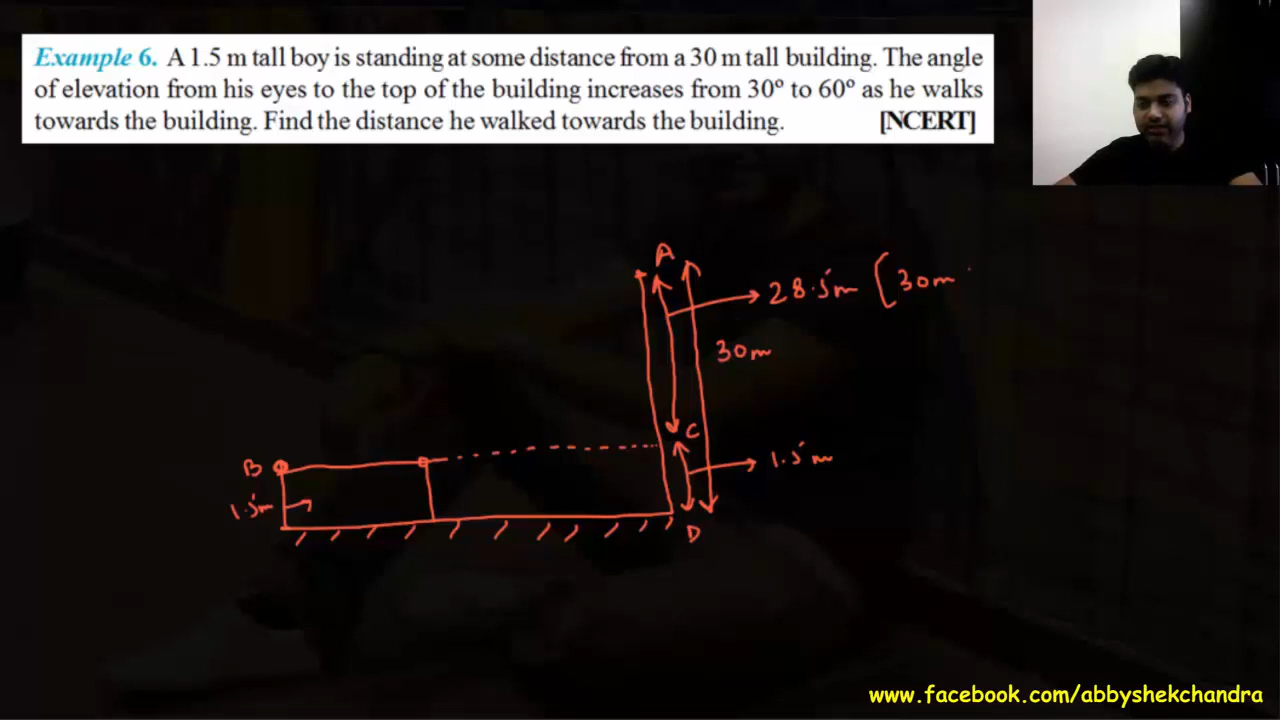 Example 6. A 1.5 m tall boy is standing at some distance from a 30 m tall building. The angle
of elevation from his eyes to the top of the building increases from 30° to 60° as he walks
towards the building. Find the distance he walked towards the building. [NCERT]
A
28.5m (30m
30m
C
B
1.5m
1.5m
D
www.facebook.com/abbyshekchandra